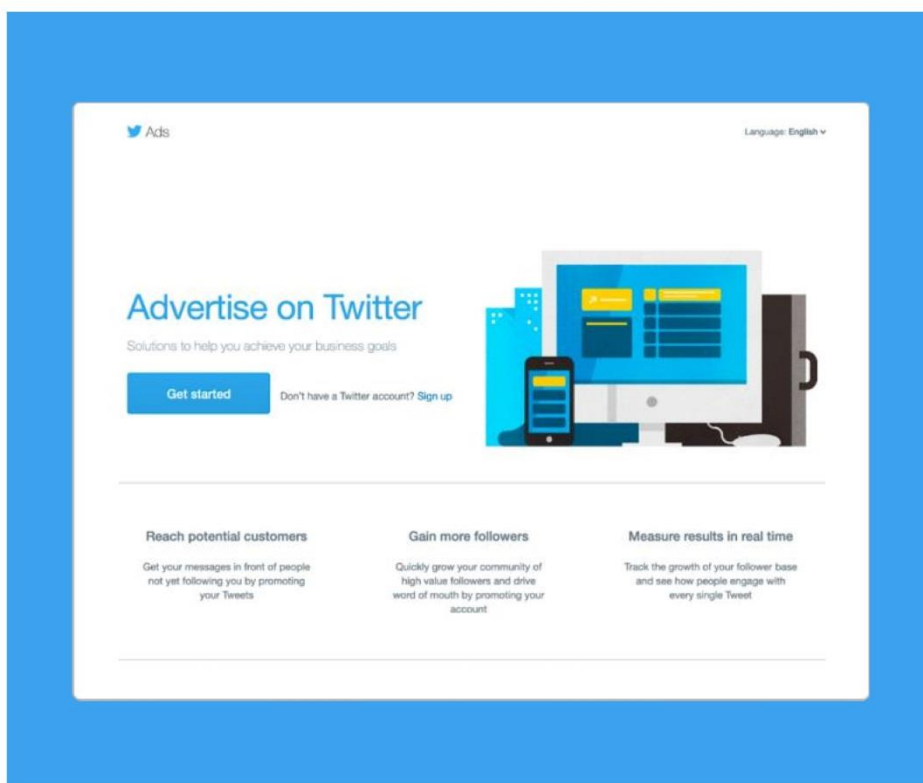 Ads
Language: English
Advertise on Twitter
Solutions to help you achieve your business goals
Get started
Don't have a Twitter account? Sign up
Reach potential customers
Get your messages in front of people
not yet following you by promoting
your Tweets
Gain more followers
Quickly grow your community of
high value followers and drive
word of mouth by promoting your
account
Measure results in real time
Track the growth of your follower base
and see how people engage with
every single Tweet